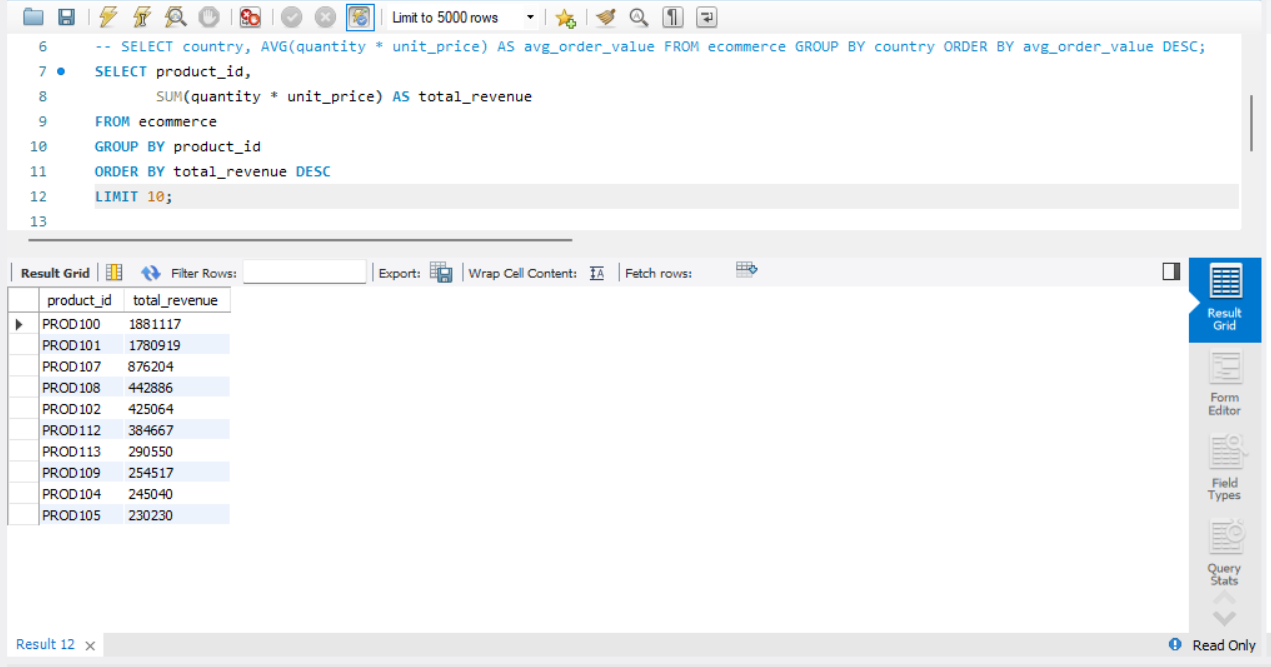 Limit to 5000 rows
6 -- SELECT country, AVG(quantity * unit_price) AS avg_order_value FROM ecommerce GROUP BY country ORDER BY avg_order_value DESC;
7 SELECT product_id,
8 SUM(quantity * unit_price) AS total_revenue
9 FROM ecommerce
10 GROUP BY product_id
11 ORDER BY total_revenue DESC
12 LIMIT 10;
13
Result Grid Filter Rows: Export: Wrap Cell Content: IA Fetch rows:
product_id total_revenue
PROD100 1881117
PROD101 1780919
PROD107 876204
PROD108 442886
PROD102 425064
PROD112 384667
PROD113 290550
PROD109 254517
PROD104 245040
PROD105 230230
Result
Grid
Form
Editor
Field
Types
Query
Stats
Result 12 Read Only